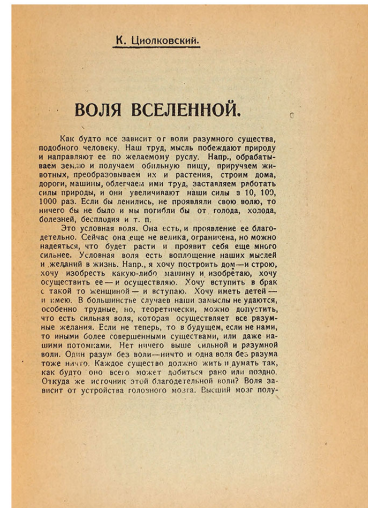 К. Циолковский.
ВОЛЯ ВСЕЛЕННОЙ.
Как будто все зависит от воли разумного существа,
подобного человеку. Наш труд, мысль побеждают природу
и направляют ее по желаемому руслу. Напр., обрабаты-
ваем землю и получаем обильную пищу, приручаем жи-
вотных, преобразовываем их и растения, строим дома,
дороги, машины, облегчаем ими труд, заставляем работать
силы природы, и они увеличивают наши силы в 10, 100,
1000 раз. Если бы ленились, не проявляли свою волю, то
ничего бы не было и мы погибли бы от голода, холода,
болезней, бесплодия и т. п.
Это условная воля. Она есть, и проявление ее благо-
детельно. Сейчас она еще не велика, ограничена, но можно
надеяться, что будет расти и проявит себя еще много
сильнее. Условная воля есть воплощение наших мыслей
и желаний в жизнь. Напр., я хочу построить дом—и строю,
хочу изобресть какую-либо машину и изобретаю, хочу
осуществить ее—и осуществляю. Хочу вступить в брак
с такой то женщиной—и вступаю. Хочу иметь детей—
и имею. В большинстве случаев наши замыслы не удаются,
особенно трудные, но, теоретически, можно допустить,
что есть сильная воля, которая осуществляет все разум-
ные желания. Если не теперь, то в будущем, если не нами,
то иными более совершенными существами, или даже на-
шими потомками. Нет ничего выше сильной и разумной
воли. Один разум без воли—ничто и одна воля без разума
тоже ничто. Каждое существо должно жить и думать так,
как будто оно всего может добиться рано или поздно.
Откуда же источник этой благодетельной воли? Воля за-
висит от устройства головного мозга. Высший мозг полу-